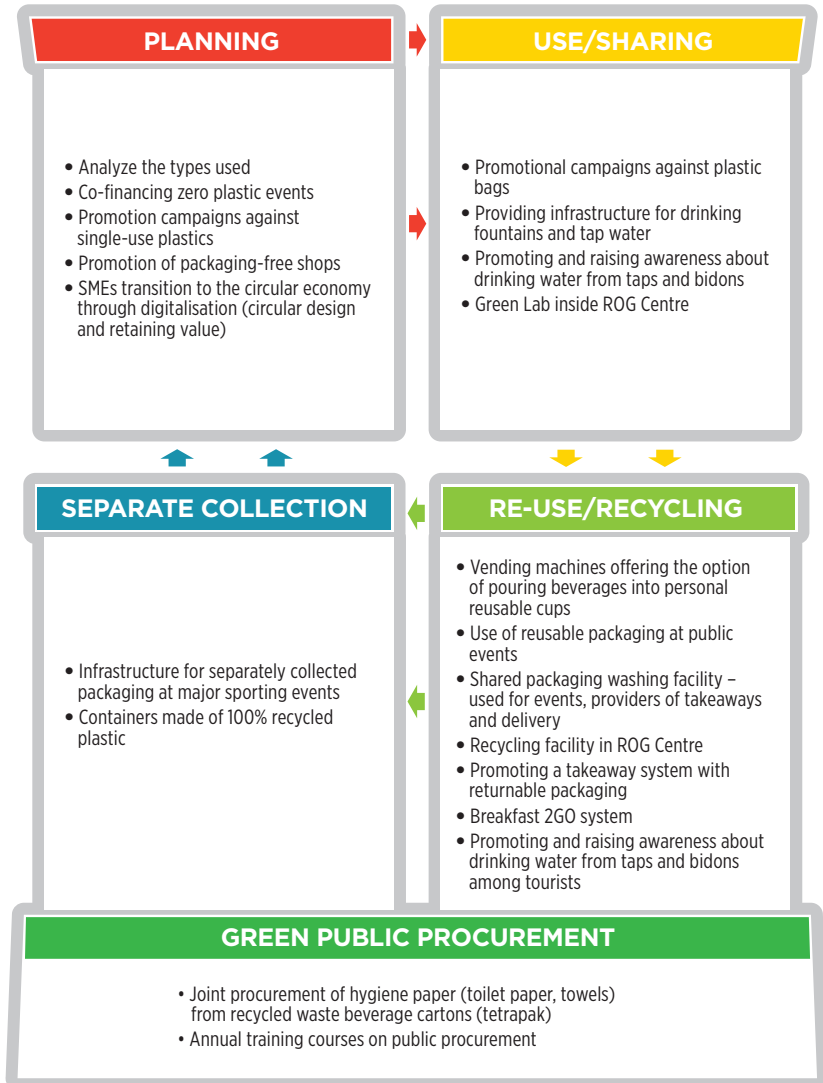 PLANNING
• Analyze the types used
• Co-financing zero plastic events
• Promotion campaigns against
single-use plastics
• Promotion of packaging-free shops
• SMEs transition to the circular economy
through digitalisation (circular design
and retaining value)
USE/SHARING
• Promotional campaigns against plastic
bags
• Providing infrastructure for drinking
fountains and tap water
• Promoting and raising awareness about
drinking water from taps and bidons
• Green Lab inside ROG Centre
SEPARATE COLLECTION
• Infrastructure for separately collected
packaging at major sporting events
• Containers made of 100% recycled
plastic
RE-USE/RECYCLING
• Vending machines offering the option
of pouring beverages into personal
reusable cups
• Use of reusable packaging at public
events
• Shared packaging washing facility –
used for events, providers of takeaways
and delivery
• Recycling facility in ROG Centre
• Promoting a takeaway system with
returnable packaging
• Breakfast 2GO system
• Promoting and raising awareness about
drinking water from taps and bidons
among tourists
GREEN PUBLIC PROCUREMENT
• Joint procurement of hygiene paper (toilet paper, towels)
from recycled waste beverage cartons (tetrapak)
• Annual training courses on public procurement